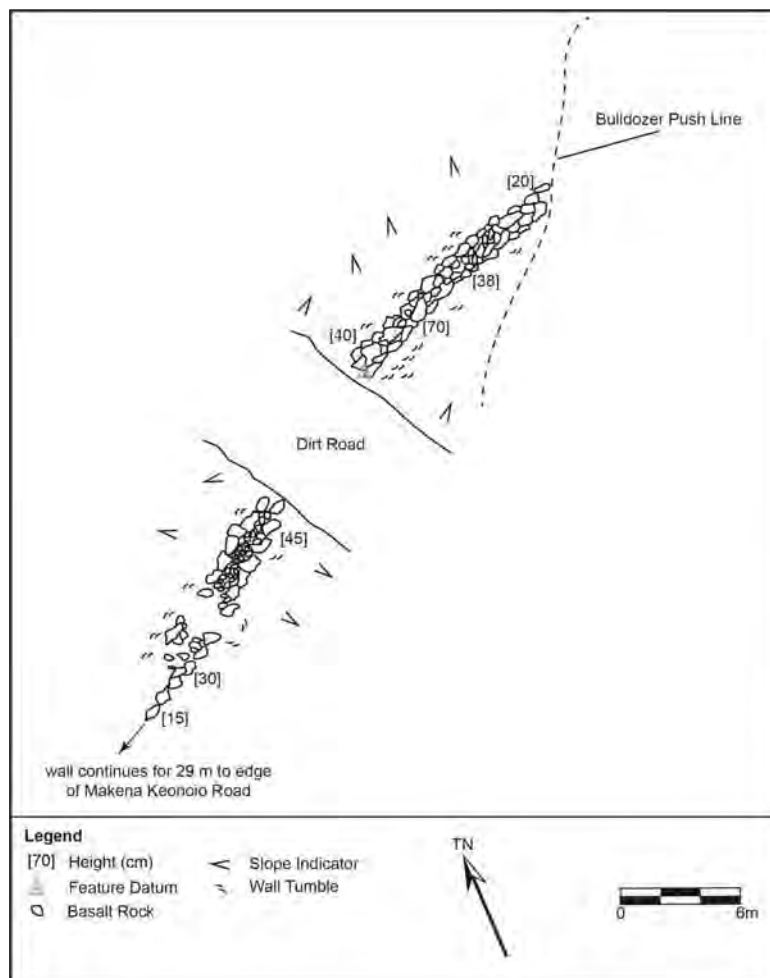 Bulldozer Push Line
[20]
[38]
[70]
[40]
Dirt Road
[45]
[30]
[15]
wall continues for 29 m to edge
of Makena Keonoio Road
Legend
[70] Height (cm)
Feature Datum
Basalt Rock
Slope Indicator
Wall Tumble
TN
0 6m